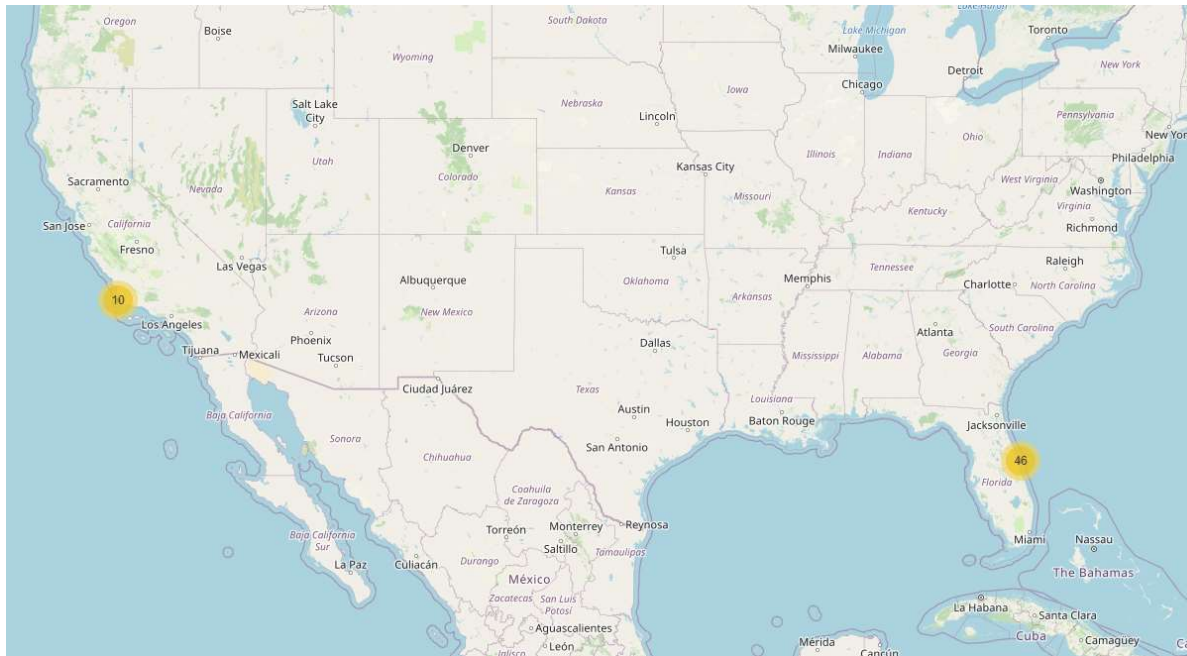 Oregon
Boise
South Dakota
Lake Michigan
Toronto
Wyoming
Milwaukee
Detroit
New York
Chicago
Iowa
Nebraska
Salt Lake
City
Lincoln
Pennsylvania
New Yor
Ohio
Denver
Utah
Illinois
Indiana
Philadelphia
Kansas City
Colorado
Sacramento
Nevada
Kansas
Missouri
West Virginia
Washington
Virginia
San Jose
California
Kentucky
Richmond
Fresno
Tulsa
Las Vegas
Raleigh
Albuquerque
Oklahoma
Memphis
Tennessee
Charlotte
North Carolina
10
Arizona
New Mexico
Arkansas
Los Angeles
South Carolina
Phoenix
Dallas
Atlanta
Tijuana
Mexicali
Tucson
Mississippi
Alabama
Georgia
Ciudad Juárez
Texas
Louisiana
Baja California
Austin
Houston
Baton Rouge
Jacksonville
Sonora
San Antonio
Chihuahua
46
Florida
Coahuila
de Zaragoza
Torreón
Monterrey
Reynosa
Baja California
Sur
Saltillo
Tamaulipas
Miami
Nassau
La Paz
Culiacán
Durango
México
The Bahamas
Zacatecas
San Luis
Potosí
La Habana
Santa Clara
Aguascalientes
Cuba
Camagüey
León
Jalisco
Mérida
Cancún